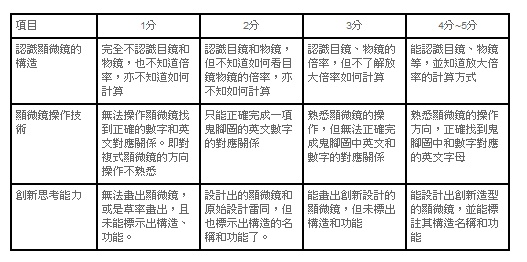 項目
1分
2分
3分
4分~5分
認識顯微鏡的
構造
完全不認識目鏡和
物鏡，也不知道倍
率，亦不知道如何
計算
認識目鏡和物鏡，
但不知道如何看目
鏡物鏡的倍率，亦
不知如何計算
認識目鏡、物鏡的
倍率，但不了解放
大倍率如何計算
能認識目鏡、物鏡
等，並知道放大倍
率的計算方式
顯微鏡操作技
術
無法操作顯微鏡找
到正確的數字和英
文對應關係。即對
複式顯微鏡的方向
操作不熟悉
只能正確完成一項
鬼腳圖的英文數字
的對應關係
熟悉顯微鏡的操
作，但無法正確完
成鬼腳圖中英文和
數字的對應關係
熟悉顯微鏡的操作
方向，正確找到鬼
腳圖中和數字對應
的英文字母
創新思考能力
無法畫出顯微鏡，
或是草率畫出，且
未能標示出構造、
功能。
設計出的顯微鏡和
原始設計雷同，但
也標示出構造的名
稱和功能了。
能畫出創新設計的
顯微鏡，但未標出
構造和功能
能設計出創新造型
的顯微鏡，並能標
註其構造名稱和功
能